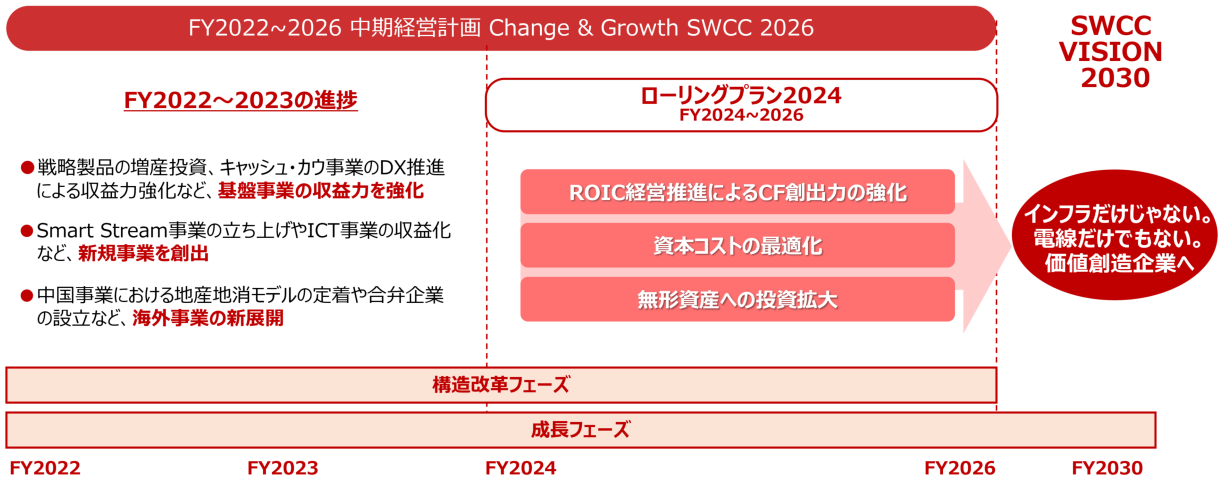 FY2022~2026 中期経営計画 Change & Growth SWCC 2026
SWCC
VISION
2030
FY2022～2023の進捗
ローリングプラン2024
FY2024~2026
●戦略製品の増産投資、キャッシュ・カウ事業のDX推進
による収益力強化など、基盤事業の収益力を強化
●Smart Stream事業の立ち上げやICT事業の収益化
など、新規事業を創出
●中国事業における地産地消モデルの定着や合弁企業
の設立など、海外事業の新展開
ROIC経営推進によるCF創出力の強化
資本コストの最適化
無形資産への投資拡大
インフラだけじゃない。
電線だけでもない。
価値創造企業へ
構造改革フェーズ
成長フェーズ
FY2022
FY2023
FY2024
FY2026
FY2030